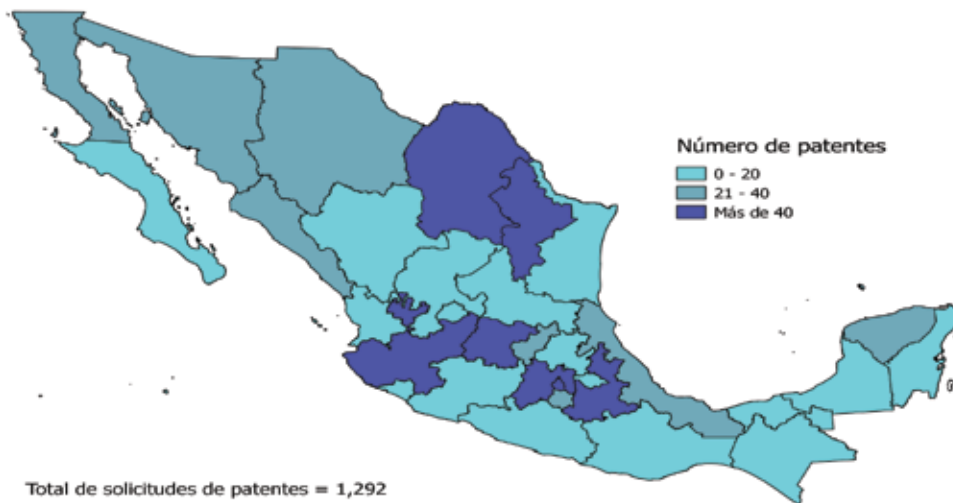 Número de patentes
0 - 20
21 - 40
Más de 40
Total de solicitudes de patentes = 1,292